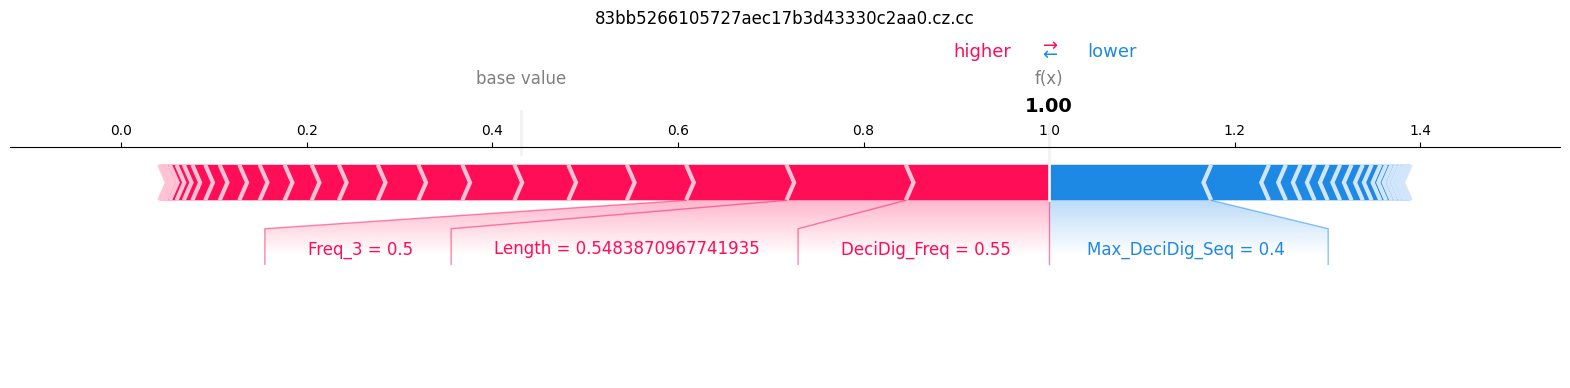 83bb5266105727aec17b3d43330c2aa0.cz.cc
higher ⇄ lower
base value f(x)
1.00
0.0 0.2 0.4 0.6 0.8 1.0 1.2 1.4
Freq_3 = 0.5 Length = 0.5483870967741935 DeciDig_Freq = 0.55 Max_DeciDig_Seq = 0.4